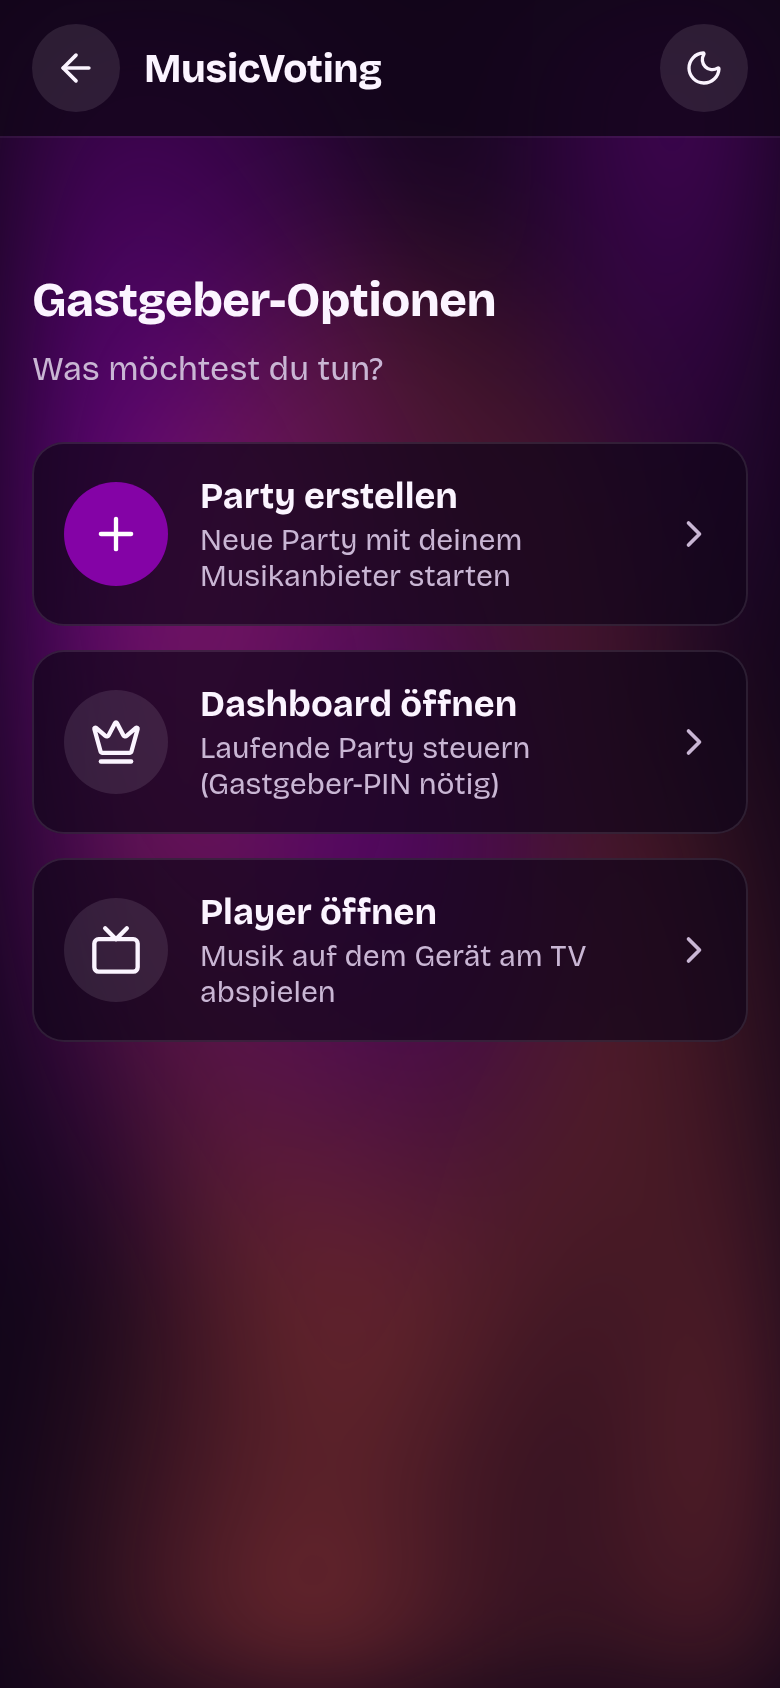 MusicVoting
Gastgeber-Optionen
Was möchtest du tun?
Party erstellen
Neue Party mit deinem
Musikanbieter starten
Dashboard öffnen
Laufende Party steuern
(Gastgeber-PIN nötig)
Player öffnen
Musik auf dem Gerät am TV
abspielen